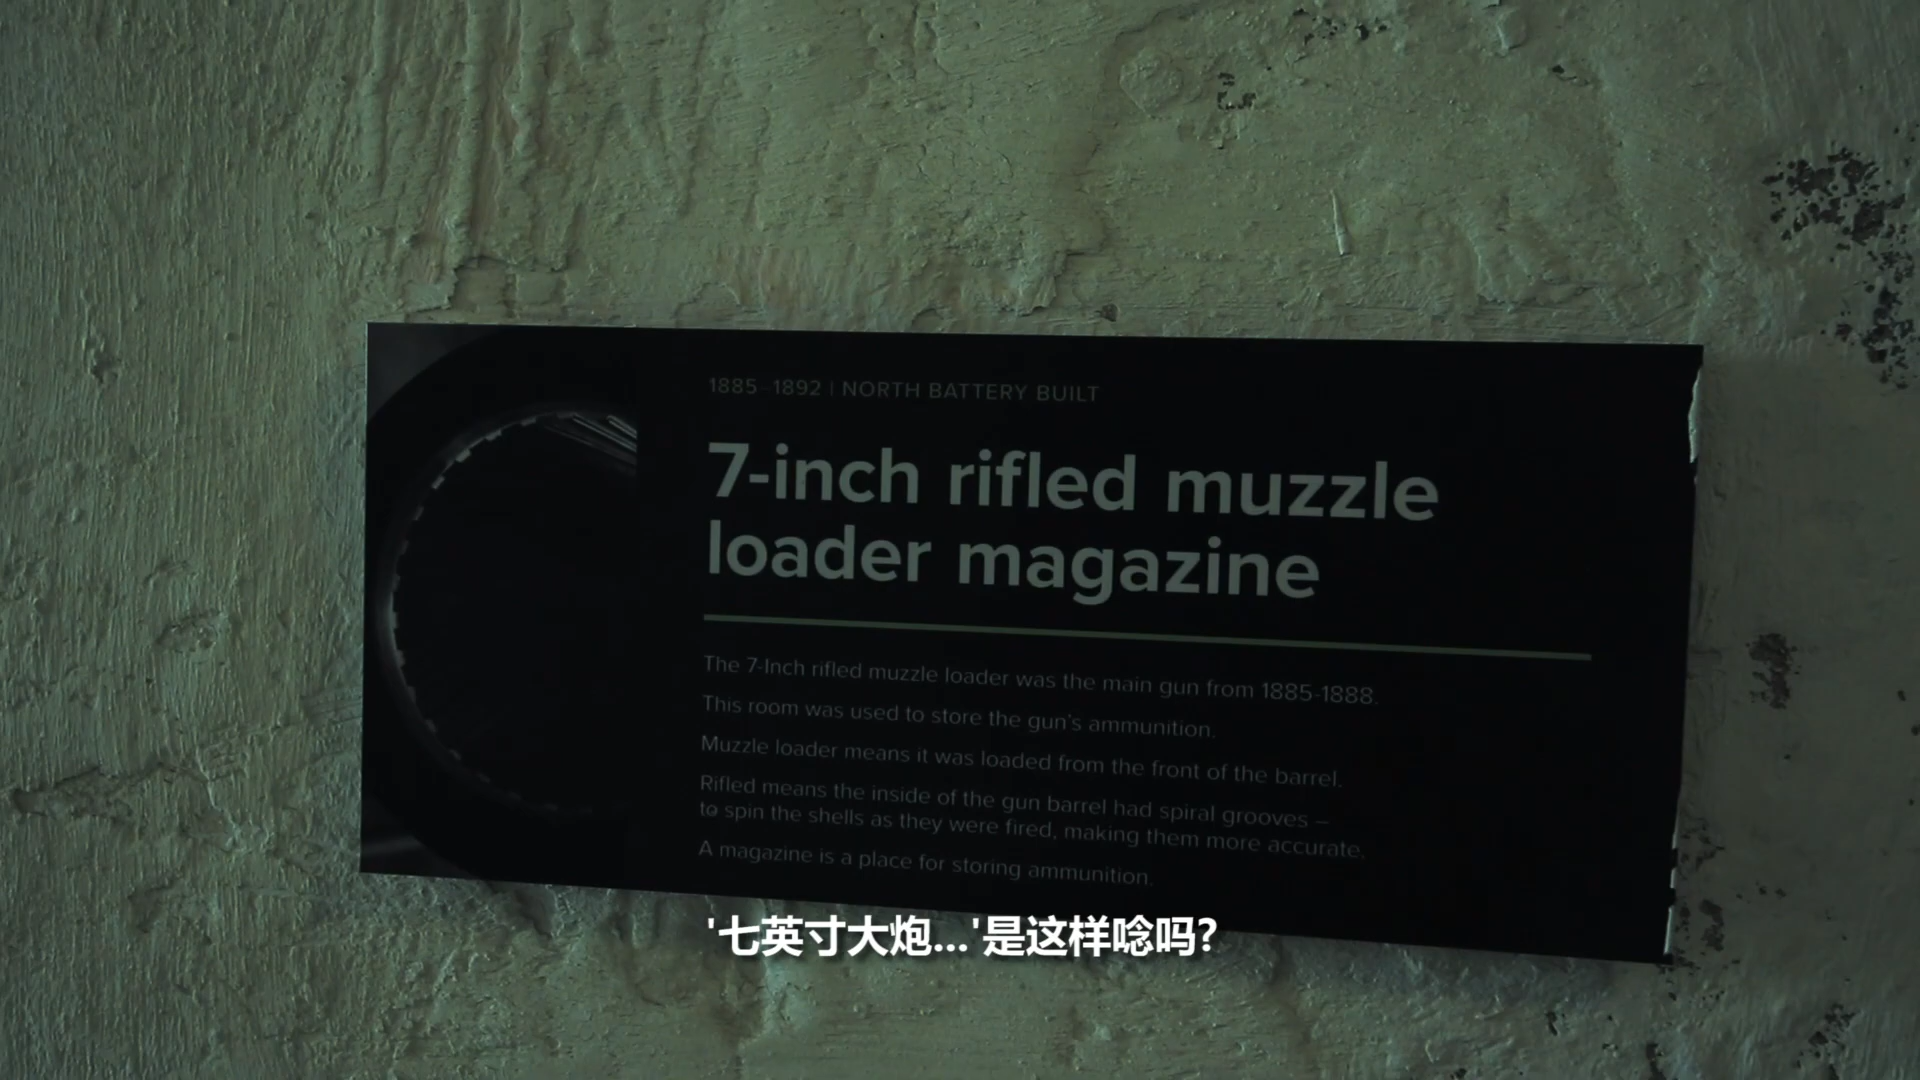 1885-1892 | NORTH BATTERY BUILT
7-inch rifled muzzle
loader magazine
The 7-Inch rifled muzzle loader was the main gun from 1885-1888.
This room was used to store the gun's ammunition.
Muzzle loader means it was loaded from the front of the barrel.
Rifled means the inside of the gun barrel had spiral grooves –
to spin the shells as they were fired, making them more accurate.
A magazine is a place for storing ammunition.
'七英寸大炮...'是这样唸吗?